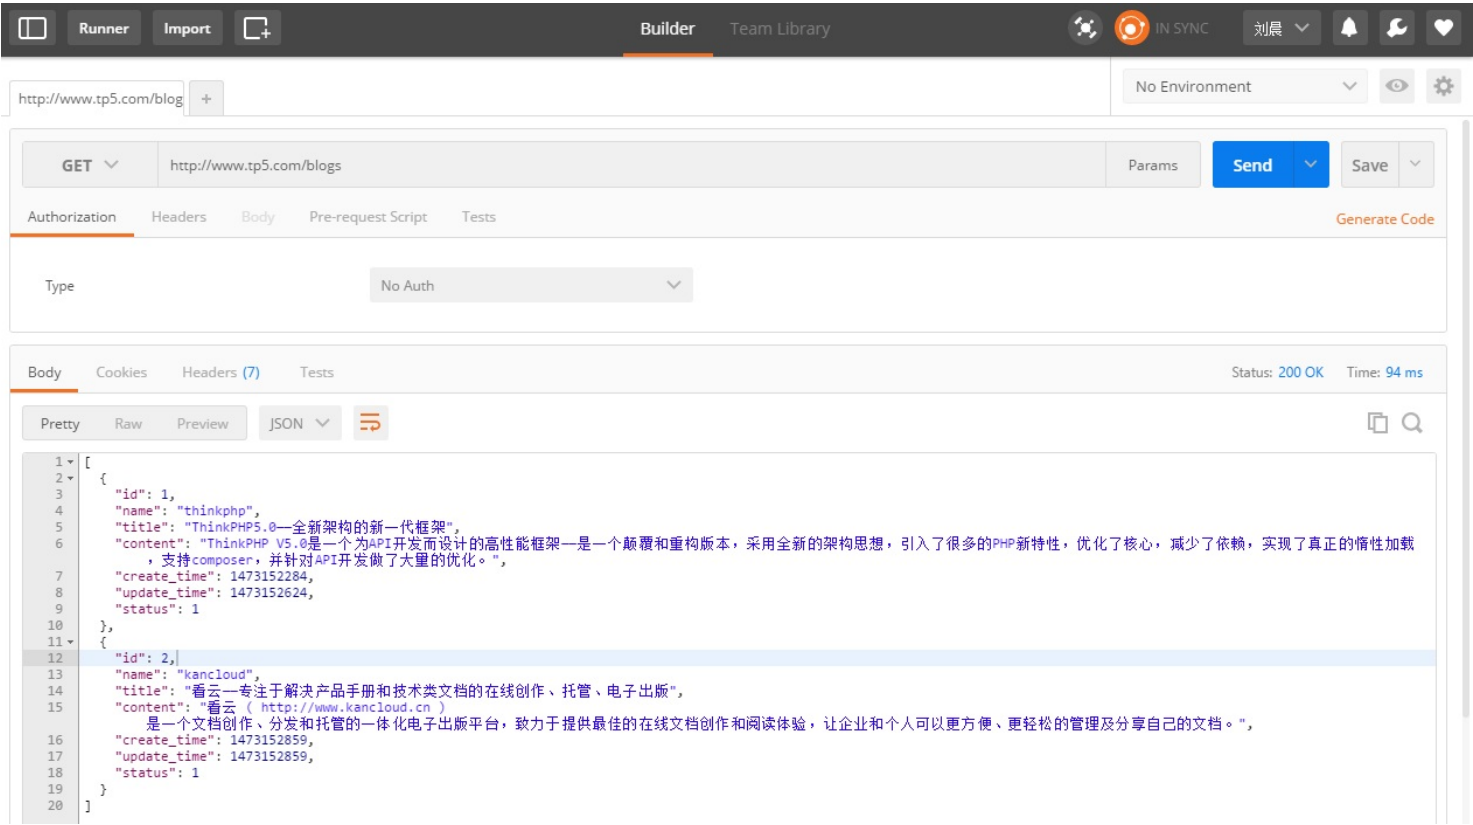 Runner Import Builder Team Library IN SYNC 刘晨
http://www.tp5.com/blog + No Environment
GET http://www.tp5.com/blogs Params Send Save
Authorization Headers Body Pre-request Script Tests Generate Code
Type No Auth
Body Cookies Headers (7) Tests Status: 200 OK Time: 94 ms
Pretty Raw Preview JSON
1 [
2 {
3 "id": 1,
4 "name": "thinkphp",
5 "title": "ThinkPHP5.0——全新架构的新一代框架",
6 "content": "ThinkPHP V5.0是一个为API开发而设计的高性能框架——是一个颠覆和重构版本，采用全新的架构思想，引入了很多的PHP新特性，优化了核心，减少了依赖，实现了真正的惰性加载
，支持composer，并针对API开发做了大量的优化。",
7 "create_time": 1473152284,
8 "update_time": 1473152624,
9 "status": 1
10 },
11 {
12 "id": 2,
13 "name": "kancloud",
14 "title": "看云——专注于解决产品手册和技术类文档的在线创作、托管、电子出版",
15 "content": "看云 ( http://www.kancloud.cn )
是一个文档创作、分发和托管的一体化电子出版平台，致力于提供最佳的在线文档创作和阅读体验，让企业和个人可以更方便、更轻松的管理及分享自己的文档。",
16 "create_time": 1473152859,
17 "update_time": 1473152859,
18 "status": 1
19 }
20 ]